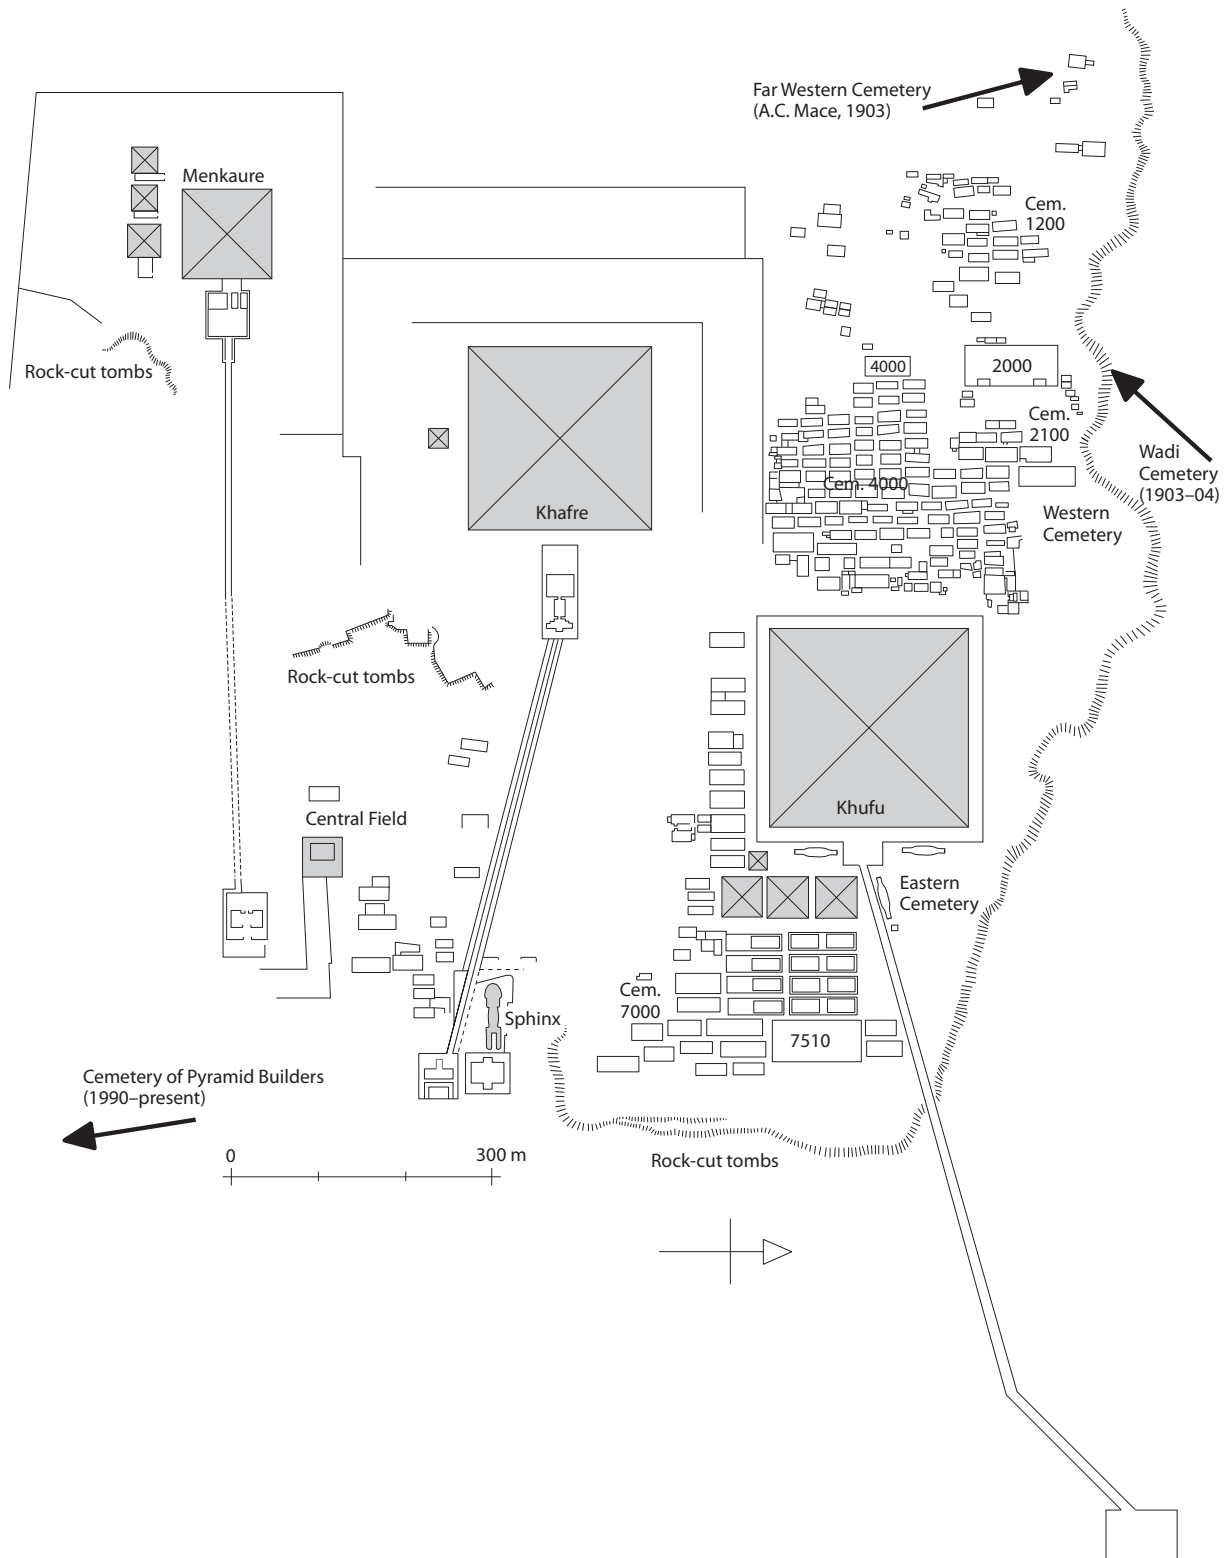 Far Western Cemetery
(A.C. Mace, 1903)
Menkaure
Cem.
1200
Rock-cut tombs
4000
2000
Cem.
2100
Wadi
Cemetery
(1903–04)
Cem. 4000
Khafre
Western
Cemetery
Rock-cut tombs
Khufu
Central Field
Eastern
Cemetery
Cem.
7000
Sphinx
7510
Cemetery of Pyramid Builders
(1990–present)
0
300 m
Rock-cut tombs